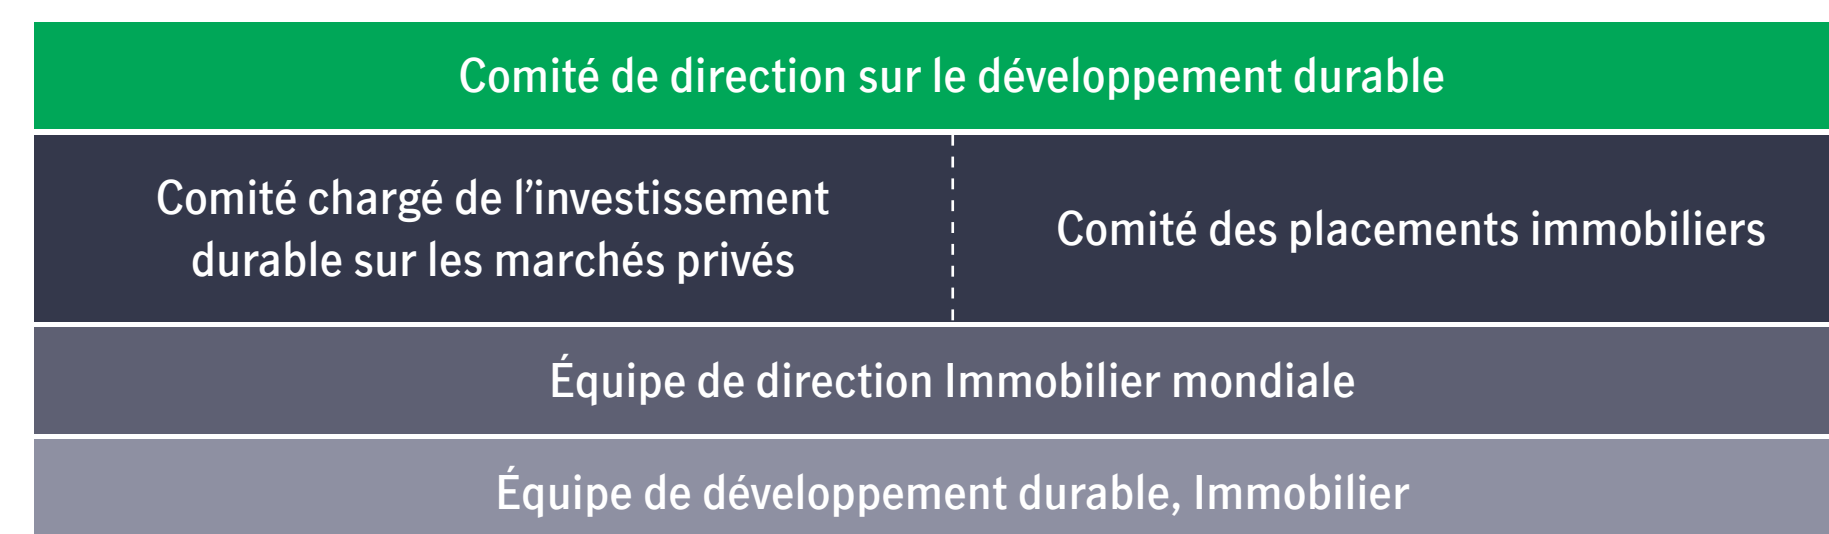 Comité de direction sur le développement durable
Comité chargé de l’investissement
durable sur les marchés privés
Comité des placements immobiliers
Équipe de direction Immobilier mondiale
Équipe de développement durable, Immobilier